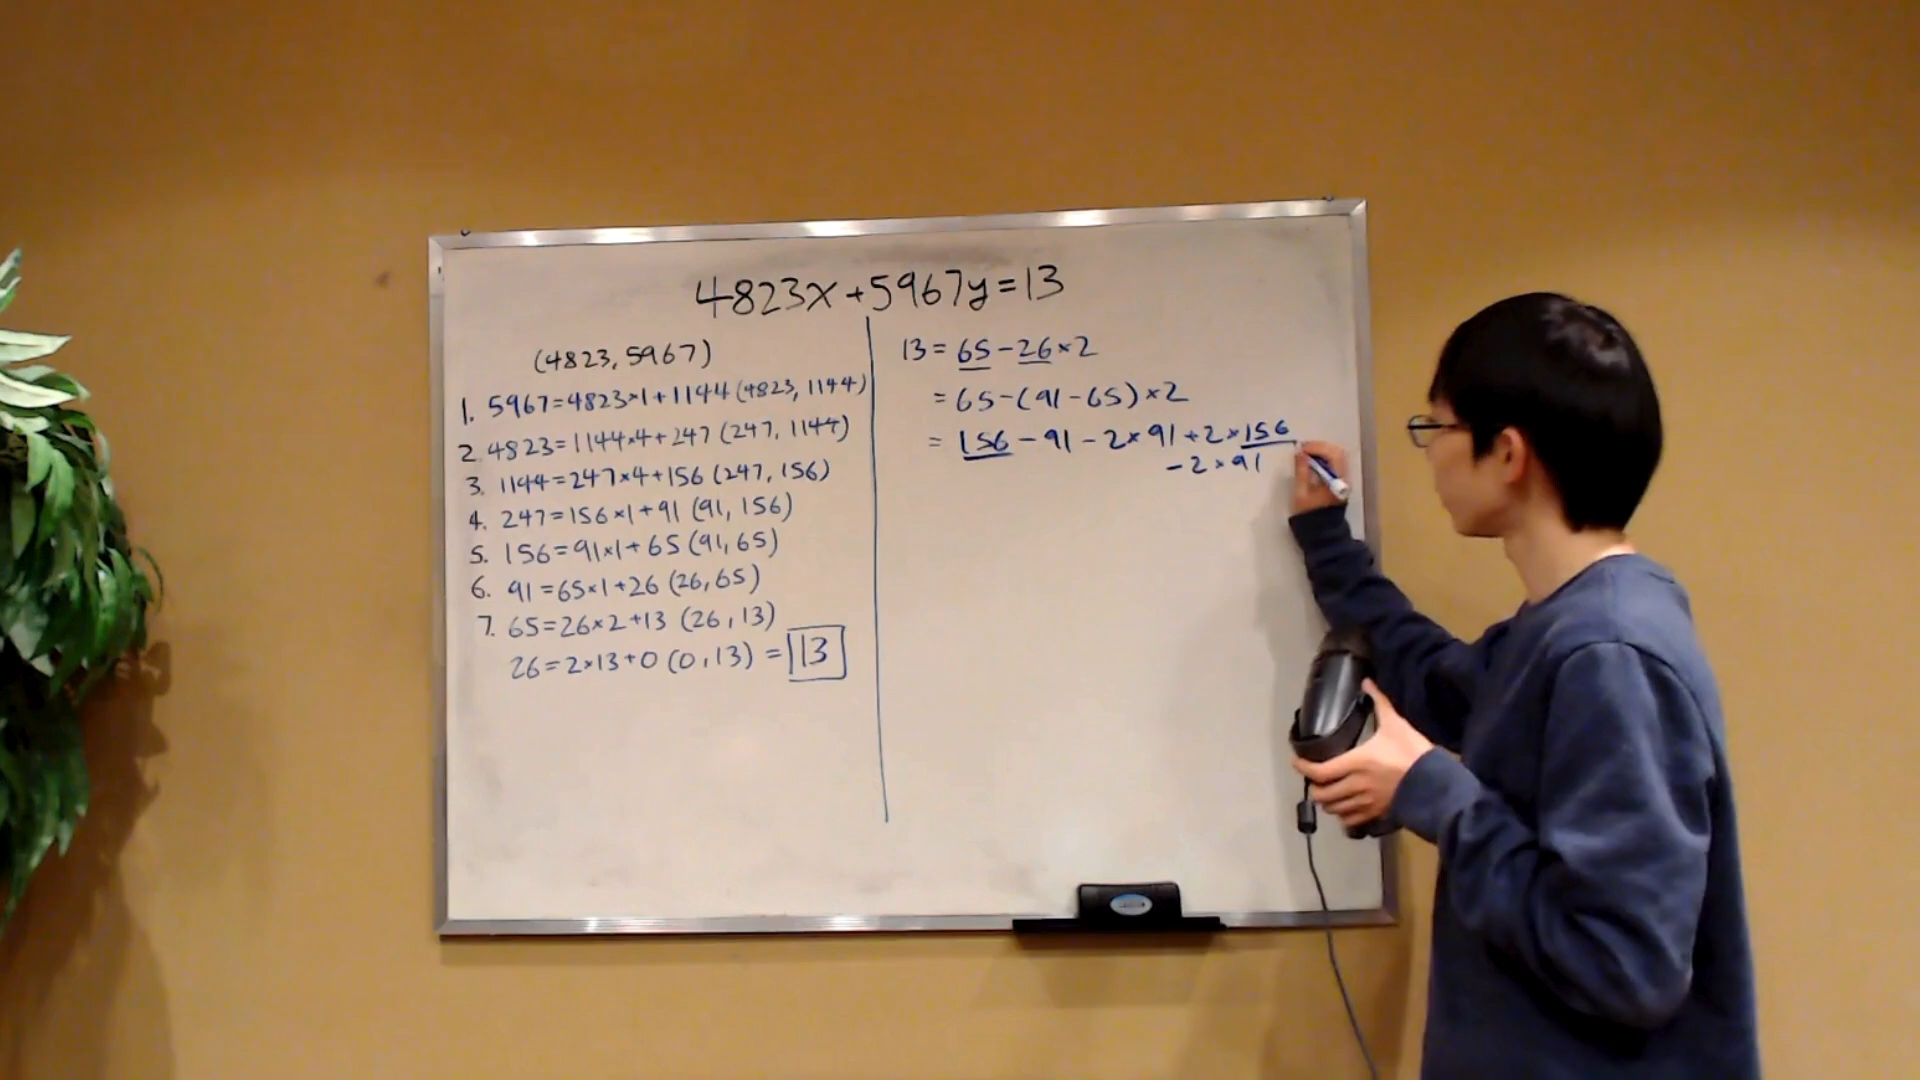 4823x+5967y=13
(4823,5967)
1. 5967=4823×1+1144 (4823, 1144)
2. 4823=1144×4+247 (247, 1144)
3. 1144=247×4+156 (247, 156)
4. 247=156×1+91 (91, 156)
5. 156=91×1+65 (91, 65)
6. 91=65×1+26 (26, 65)
7. 65=26×2+13 (26, 13)
26=2×13+0 (0, 13) = 13
13 = 65-26×2
= 65-(91-65)×2
= 156-91-2×91+2×156
-2×91